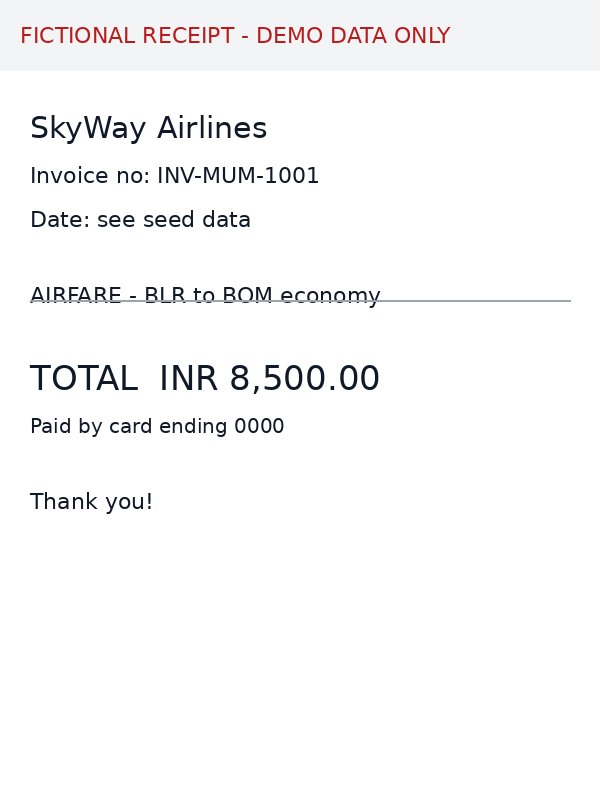 FICTIONAL RECEIPT - DEMO DATA ONLY
SkyWay Airlines
Invoice no: INV-MUM-1001
Date: see seed data
AIRFARE - BLR to BOM economy
TOTAL  INR 8,500.00
Paid by card ending 0000
Thank you!